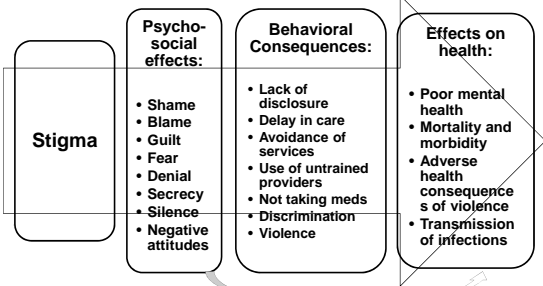 Stigma
Psycho-
social
effects:
• Shame
• Blame
• Guilt
• Fear
• Denial
• Secrecy
• Silence
• Negative
attitudes
Behavioral
Consequences:
• Lack of
disclosure
• Delay in care
• Avoidance of
services
• Use of untrained
providers
• Not taking meds
• Discrimination
• Violence
Effects on
health:
• Poor mental
health
• Mortality and
morbidity
• Adverse
health
consequence
s of violence
• Transmission
of infections